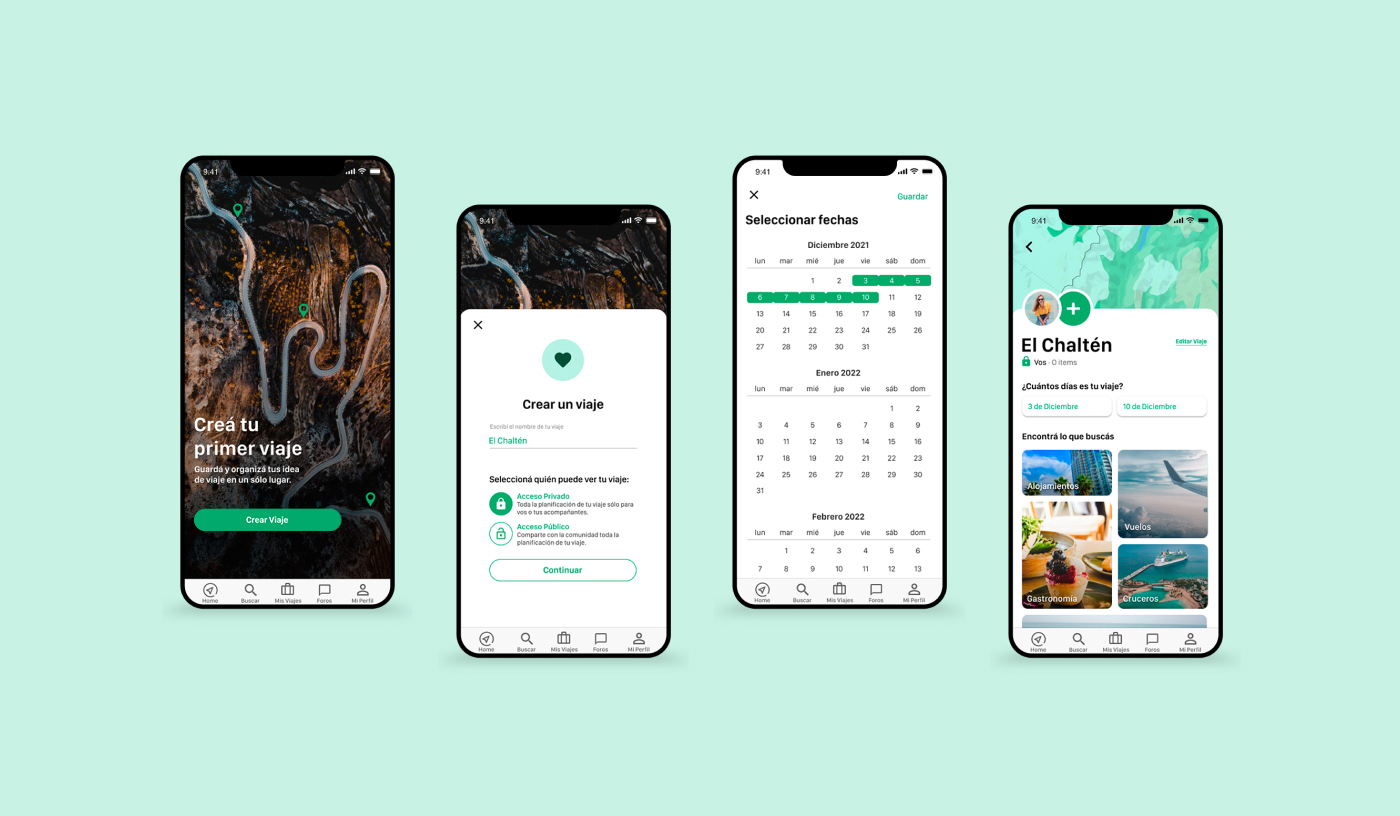 9:41
Creá tu
primer viaje
Guardá y organizá tus idea
de viaje en un sólo lugar.
Crear Viaje
Home Buscar Mis Viajes Foros Mi Perfil
9:41
Crear un viaje
Escribí el nombre de tu viaje
El Chaltén
Seleccioná quién puede ver tu viaje:
Acceso Privado
Toda la planificación de tu viaje sólo para
vos o tus acompañantes.
Acceso Público
Comparte con la comunidad toda la
planificación de tu viaje.
Continuar
Home Buscar Mis Viajes Foros Mi Perfil
9:41
Guardar
Seleccionar fechas
Diciembre 2021
lun mar mié jue vie sáb dom
1 2 3 4 5
6 7 8 9 10 11 12
13 14 15 16 17 18 19
20 21 22 23 24 25 26
27 28 29 30 31
Enero 2022
lun mar mié jue vie sáb dom
1 2
3 4 5 6 7 8 9
10 11 12 13 14 15 16
17 18 19 20 21 22 23
24 25 26 27 28 29 30
31
Febrero 2022
lun mar mié jue vie sáb dom
1 2 3 4 5 6
7 8 9 10 11 12 13
Home Buscar Mis Viajes Foros Mi Perfil
9:41
El Chaltén
Editar Viaje
Vos · 0 items
¿Cuántos días es tu viaje?
3 de Diciembre 10 de Diciembre
Encontrá lo que buscás
Alojamientos
Vuelos
Gastronomía
Cruceros
Home Buscar Mis Viajes Foros Mi Perfil